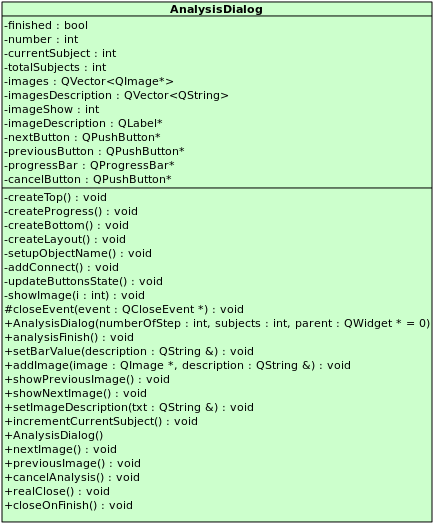 AnalysisDialog
-finished : bool
-number : int
-currentSubject : int
-totalSubjects : int
-images : QVector<QImage*>
-imagesDescription : QVector<QString>
-imageShow : int
-imageDescription : QLabel*
-nextButton : QPushButton*
-previousButton : QPushButton*
-progressBar : QProgressBar*
-cancelButton : QPushButton*
-createTop() : void
-createProgress() : void
-createBottom() : void
-createLayout() : void
-setupObjectName() : void
-addConnect() : void
-updateButtonsState() : void
-showImage(i : int) : void
#closeEvent(event : QCloseEvent *) : void
+AnalysisDialog(numberOfStep : int, subjects : int, parent : QWidget * = 0)
+analysisFinish() : void
+setBarValue(description : QString &) : void
+addImage(image : QImage *, description : QString &) : void
+showPreviousImage() : void
+showNextImage() : void
+setImageDescription(txt : QString &) : void
+incrementCurrentSubject() : void
+AnalysisDialog()
+nextImage() : void
+previousImage() : void
+cancelAnalysis() : void
+realClose() : void
+closeOnFinish() : void